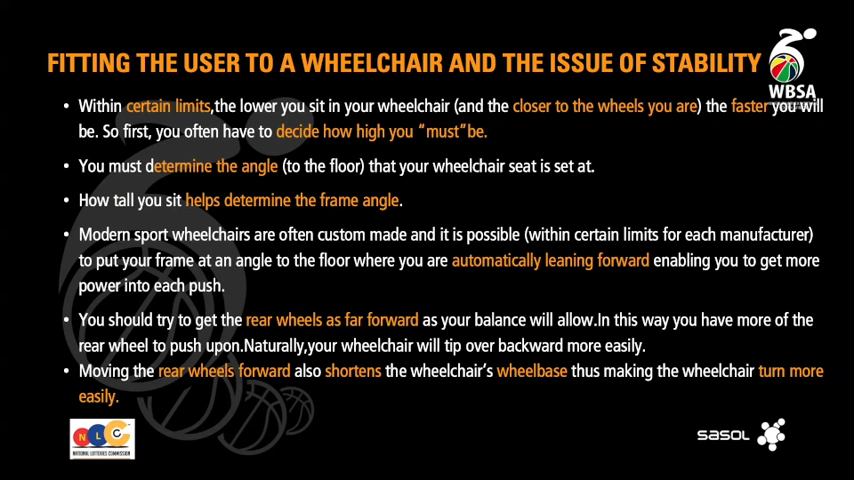 FITTING THE USER TO A WHEELCHAIR AND THE ISSUE OF STABILITY
WBSA
• Within certain limits,the lower you sit in your wheelchair (and the closer to the wheels you are) the faster you will
be. So first, you often have to decide how high you "must"be.
• You must determine the angle (to the floor) that your wheelchair seat is set at.
• How tall you sit helps determine the frame angle.
• Modern sport wheelchairs are often custom made and it is possible (within certain limits for each manufacturer)
to put your frame at an angle to the floor where you are automatically leaning forward enabling you to get more
power into each push.
• You should try to get the rear wheels as far forward as your balance will allow.In this way you have more of the
rear wheel to push upon.Naturally,your wheelchair will tip over backward more easily.
• Moving the rear wheels forward also shortens the wheelchair's wheelbase thus making the wheelchair turn more
easily.
NLC
NATIONAL LOTTERIES COMMISSION
sasol